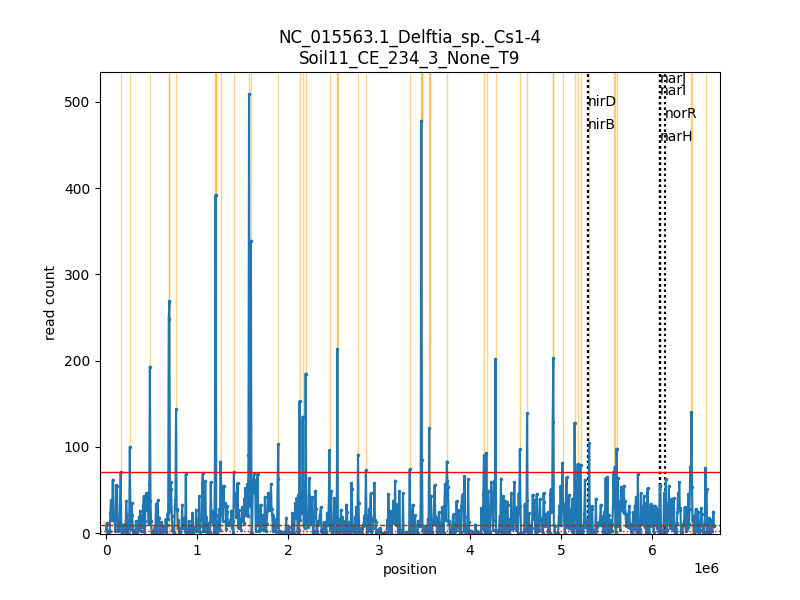 NC_015563.1_Delftia_sp._Cs1-4
Soil11_CE_234_3_None_T9
read count
500
400
300
200
100
0
nirD
nirB
narJ
narI
norR
narH
0
1
2
3
4
5
6
1e6
position